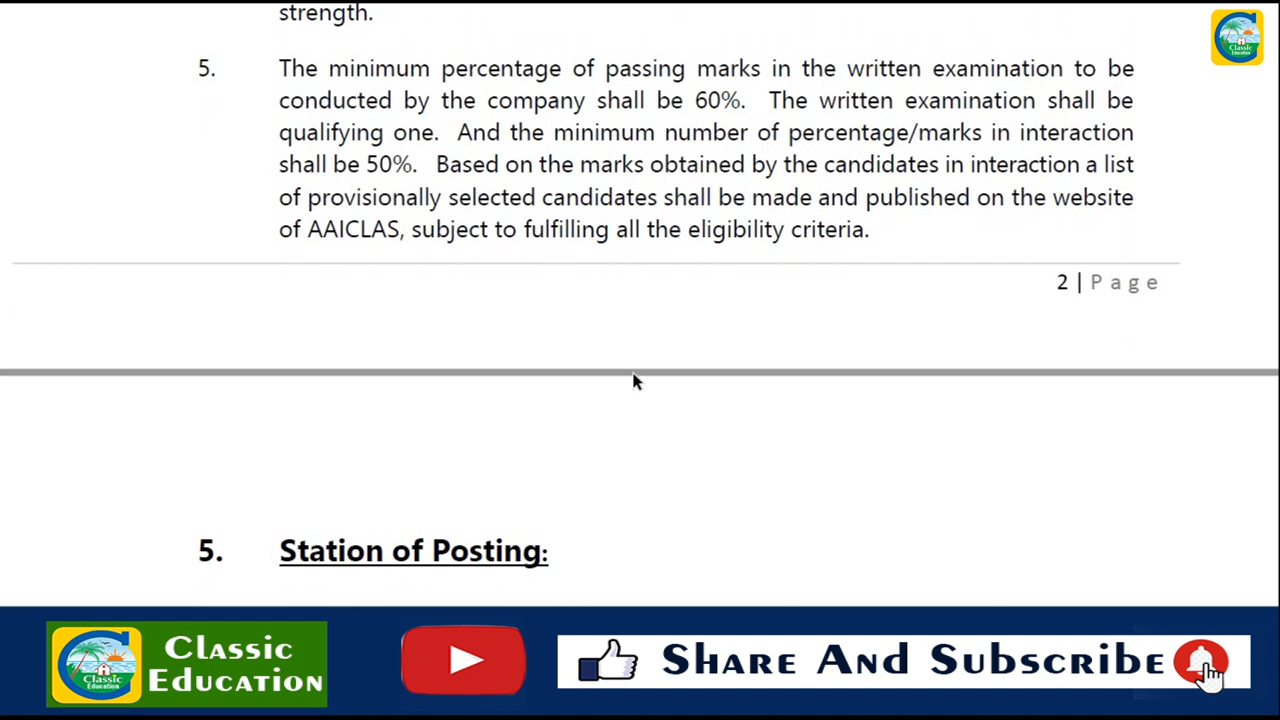 strength.
Classic
Education
5. The minimum percentage of passing marks in the written examination to be
conducted by the company shall be 60%. The written examination shall be
qualifying one. And the minimum number of percentage/marks in interaction
shall be 50%. Based on the marks obtained by the candidates in interaction a list
of provisionally selected candidates shall be made and published on the website
of AAICLAS, subject to fulfilling all the eligibility criteria.
2 | Page
5. Station of Posting:
Classic
Education
Classic
Education
Share And Subscribe